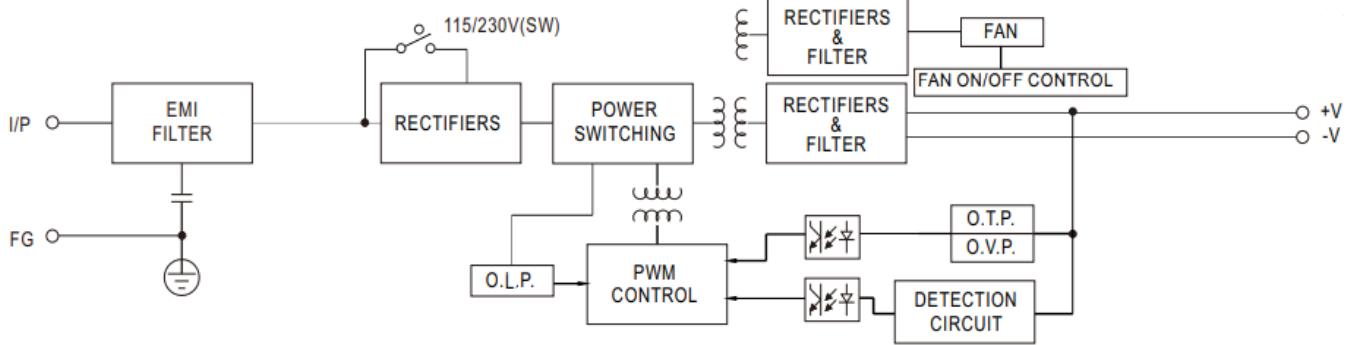 115/230V(SW)
RECTIFIERS
&
FILTER
FAN
FAN ON/OFF CONTROL
I/P
EMI
FILTER
RECTIFIERS
POWER
SWITCHING
RECTIFIERS
&
FILTER
+V
-V
FG
O.L.P.
PWM
CONTROL
O.T.P.
O.V.P.
DETECTION
CIRCUIT